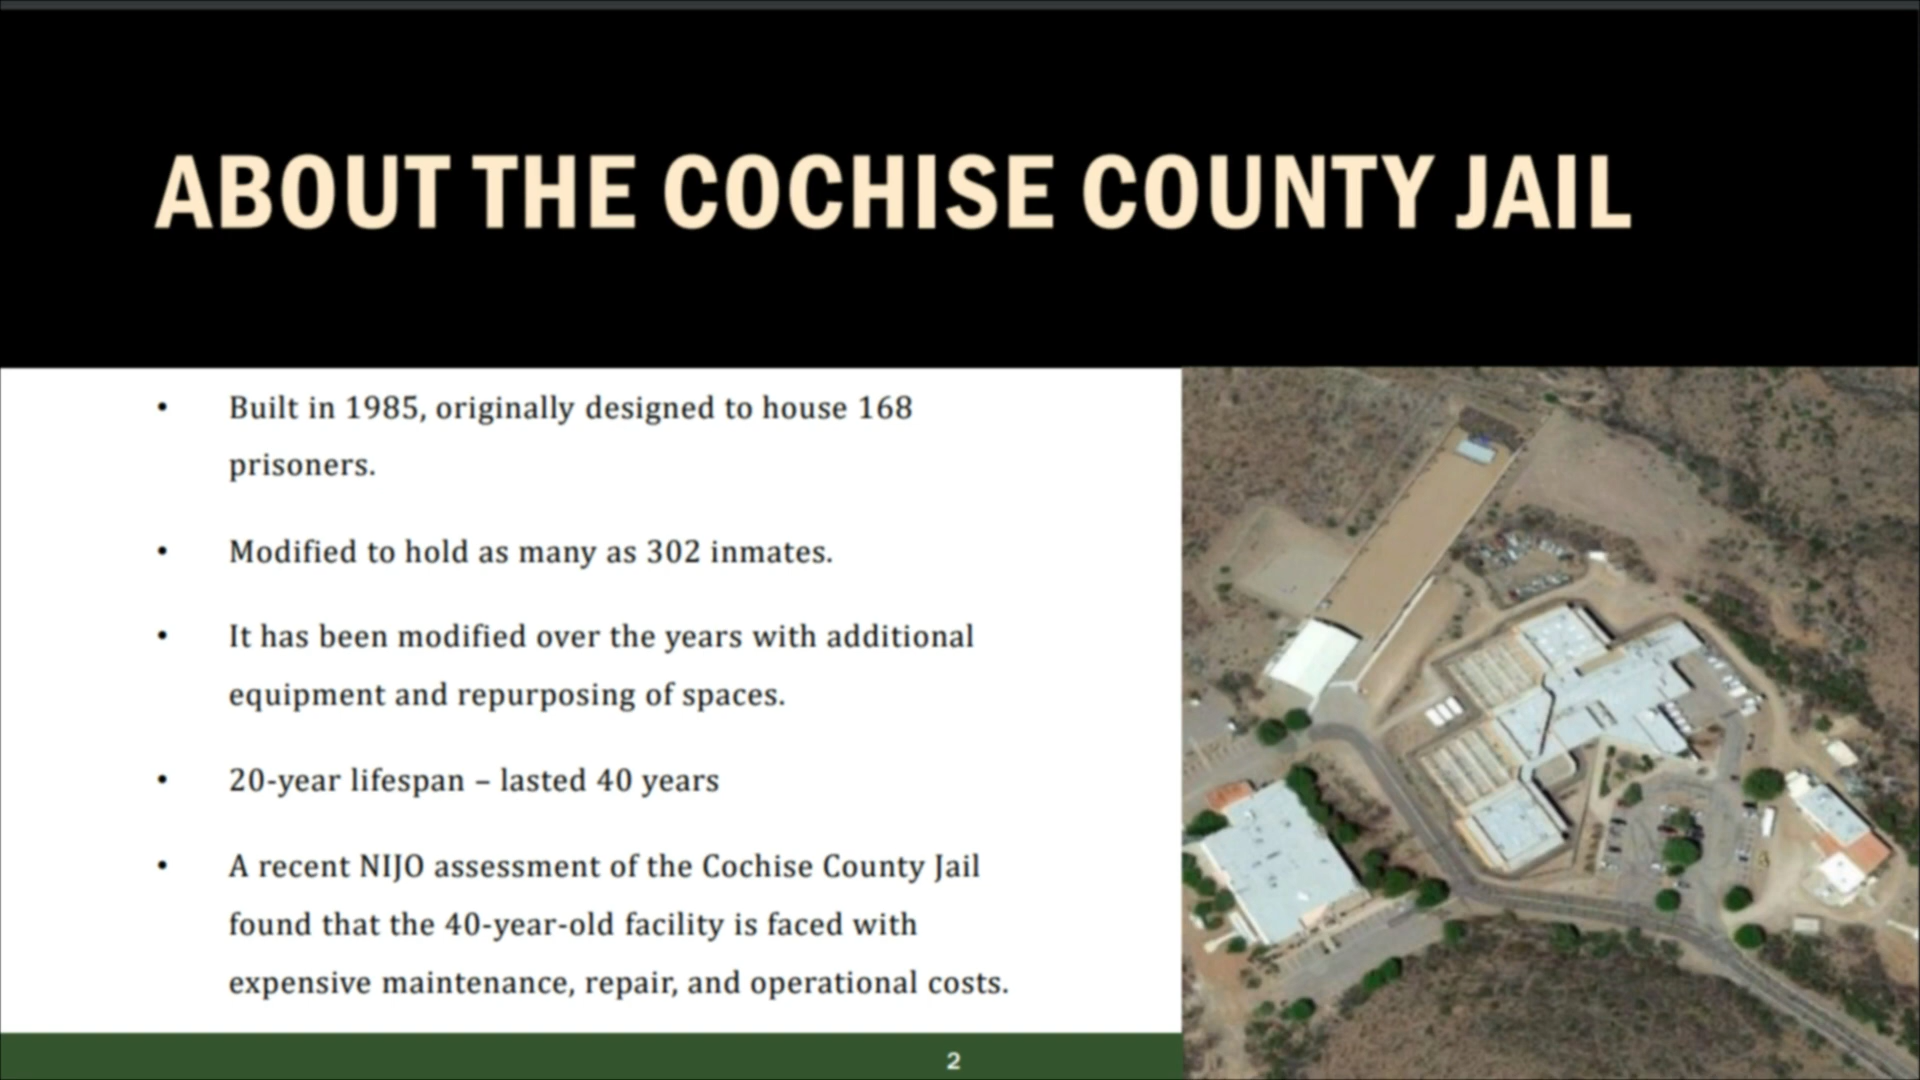 ABOUT THE COCHISE COUNTY JAIL
• Built in 1985, originally designed to house 168
prisoners.
• Modified to hold as many as 302 inmates.
• It has been modified over the years with additional
equipment and repurposing of spaces.
• 20-year lifespan – lasted 40 years
• A recent NIJO assessment of the Cochise County Jail
found that the 40-year-old facility is faced with
expensive maintenance, repair, and operational costs.
2